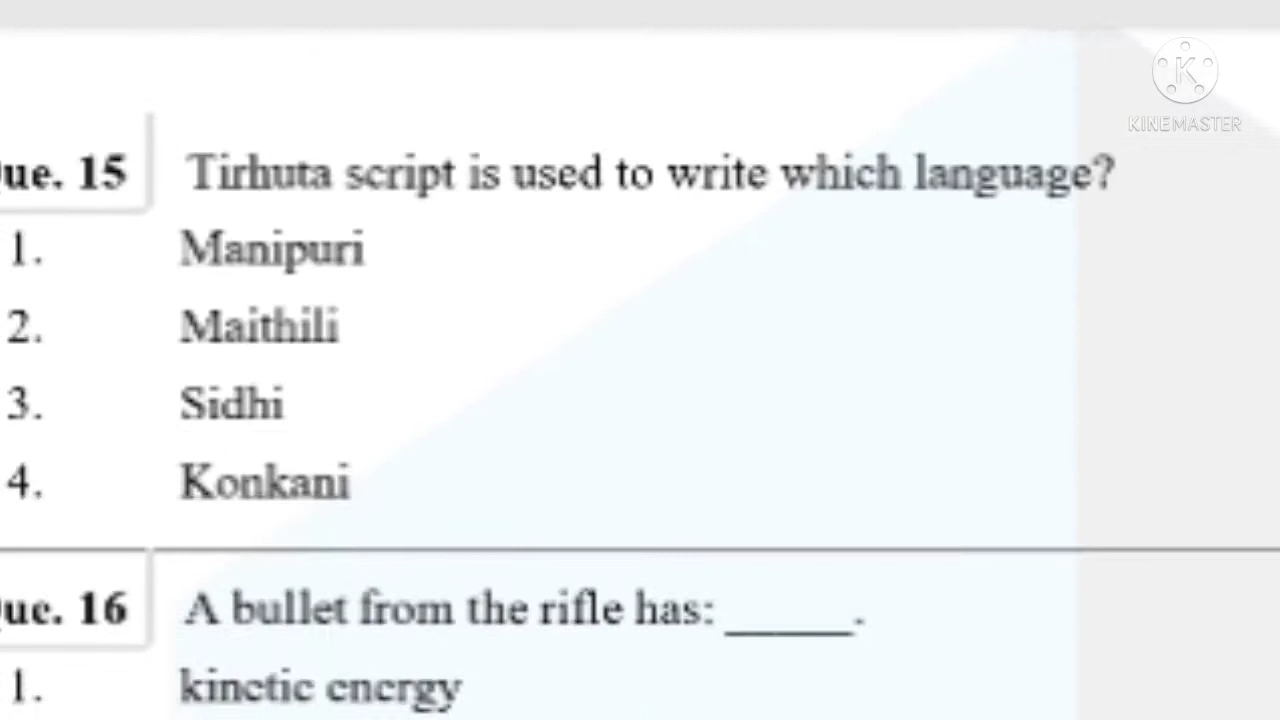 KINEMASTER
ue. 15 Tirhuta script is used to write which language?
1. Manipuri
2. Maithili
3. Sidhi
4. Konkani
ue. 16 A bullet from the rifle has: ______.
1. kinetic energy